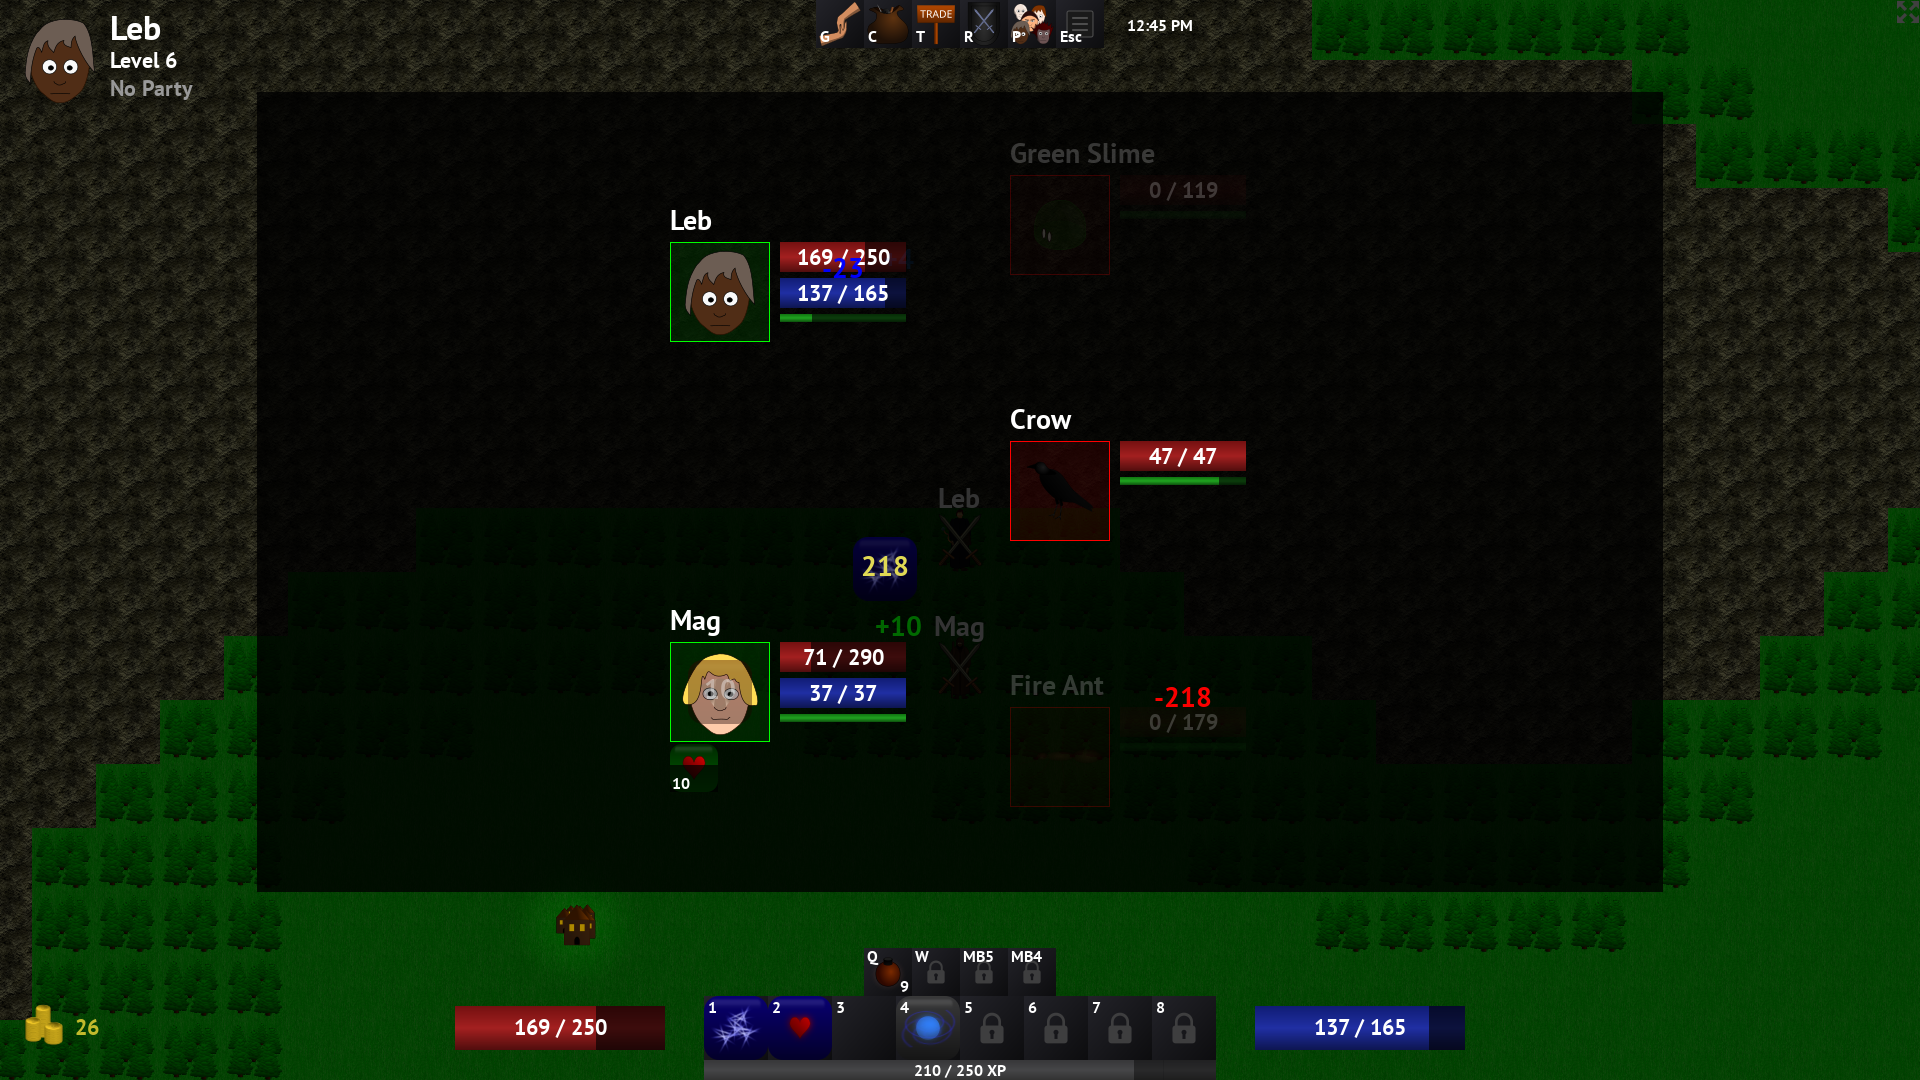 Leb
Level 6
No Party
G
C
TRADE
T
R
P
Esc
12:45 PM
Green Slime
0 / 119
Leb
169 / 250
-23
137 / 165
Crow
47 / 47
Leb
218
+10
Mag
Mag
71 / 290
37 / 37
10
10
Fire Ant
-218
0 / 179
Q
9
W
MB5
MB4
26
169 / 250
1
2
3
4
5
6
7
8
137 / 165
210 / 250 XP